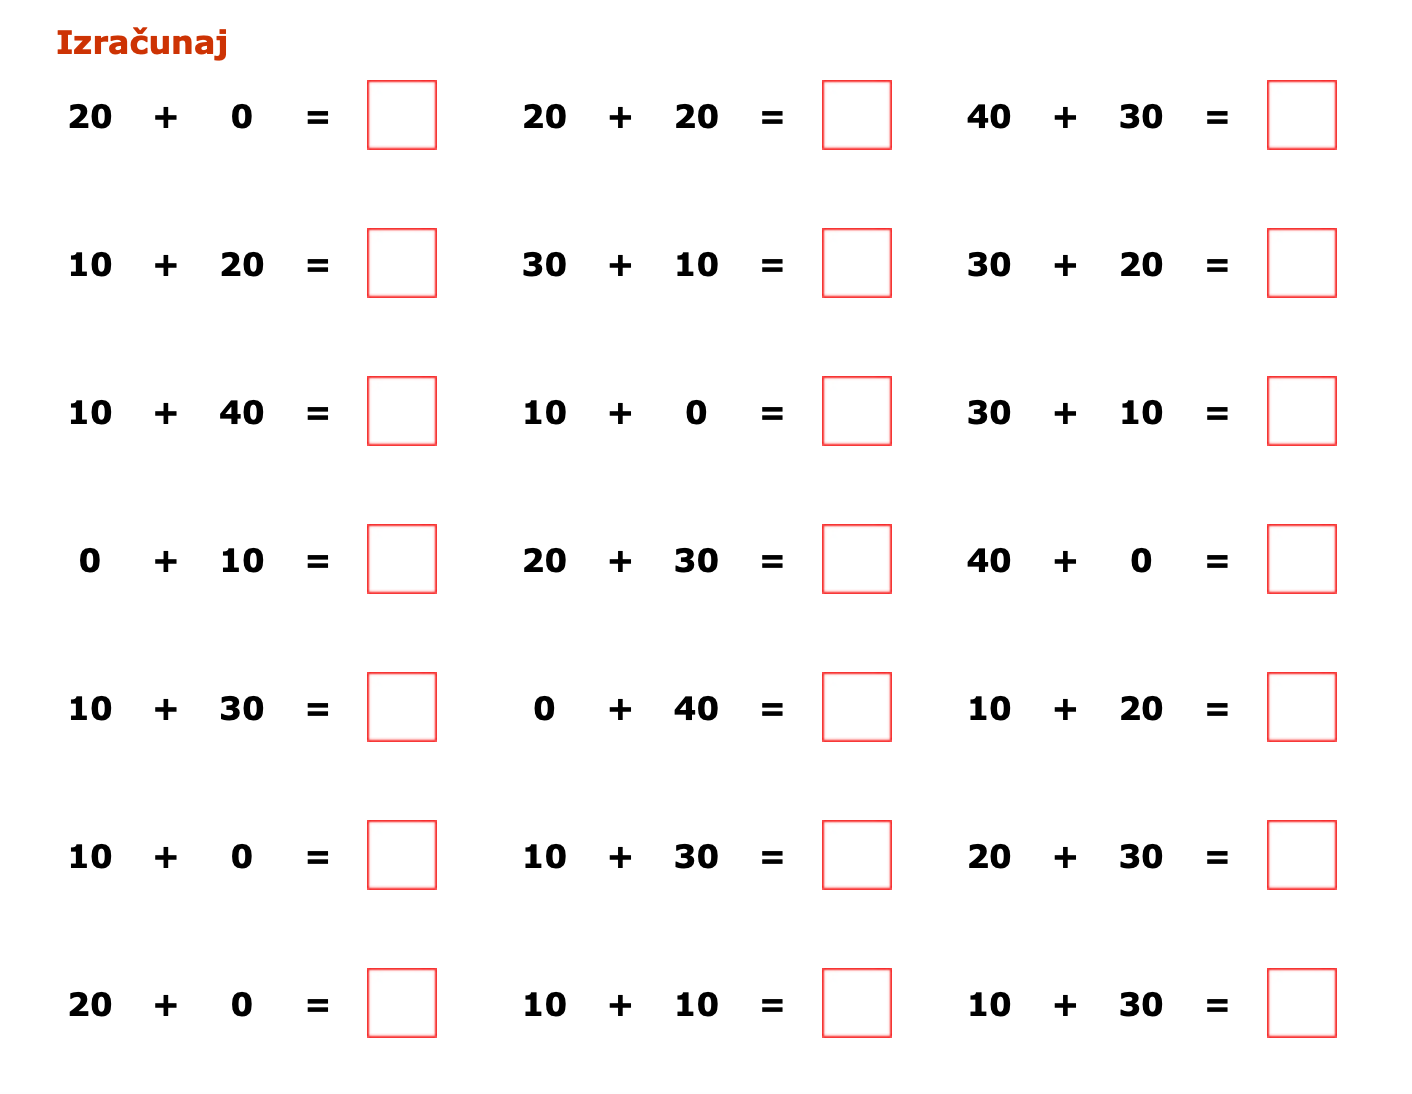 Izračunaj
20 + 0 = 20 + 20 = 40 + 30 =
10 + 20 = 30 + 10 = 30 + 20 =
10 + 40 = 10 + 0 = 30 + 10 =
0 + 10 = 20 + 30 = 40 + 0 =
10 + 30 = 0 + 40 = 10 + 20 =
10 + 0 = 10 + 30 = 20 + 30 =
20 + 0 = 10 + 10 = 10 + 30 =